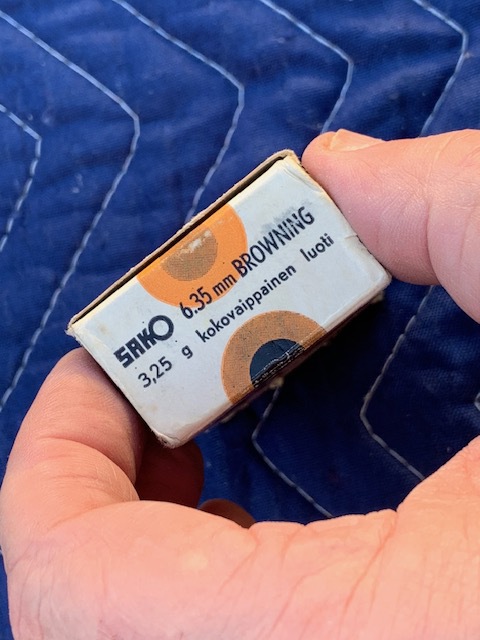 SAKO 6.35 mm BROWNING
3,25 g kokovaippainen luoti